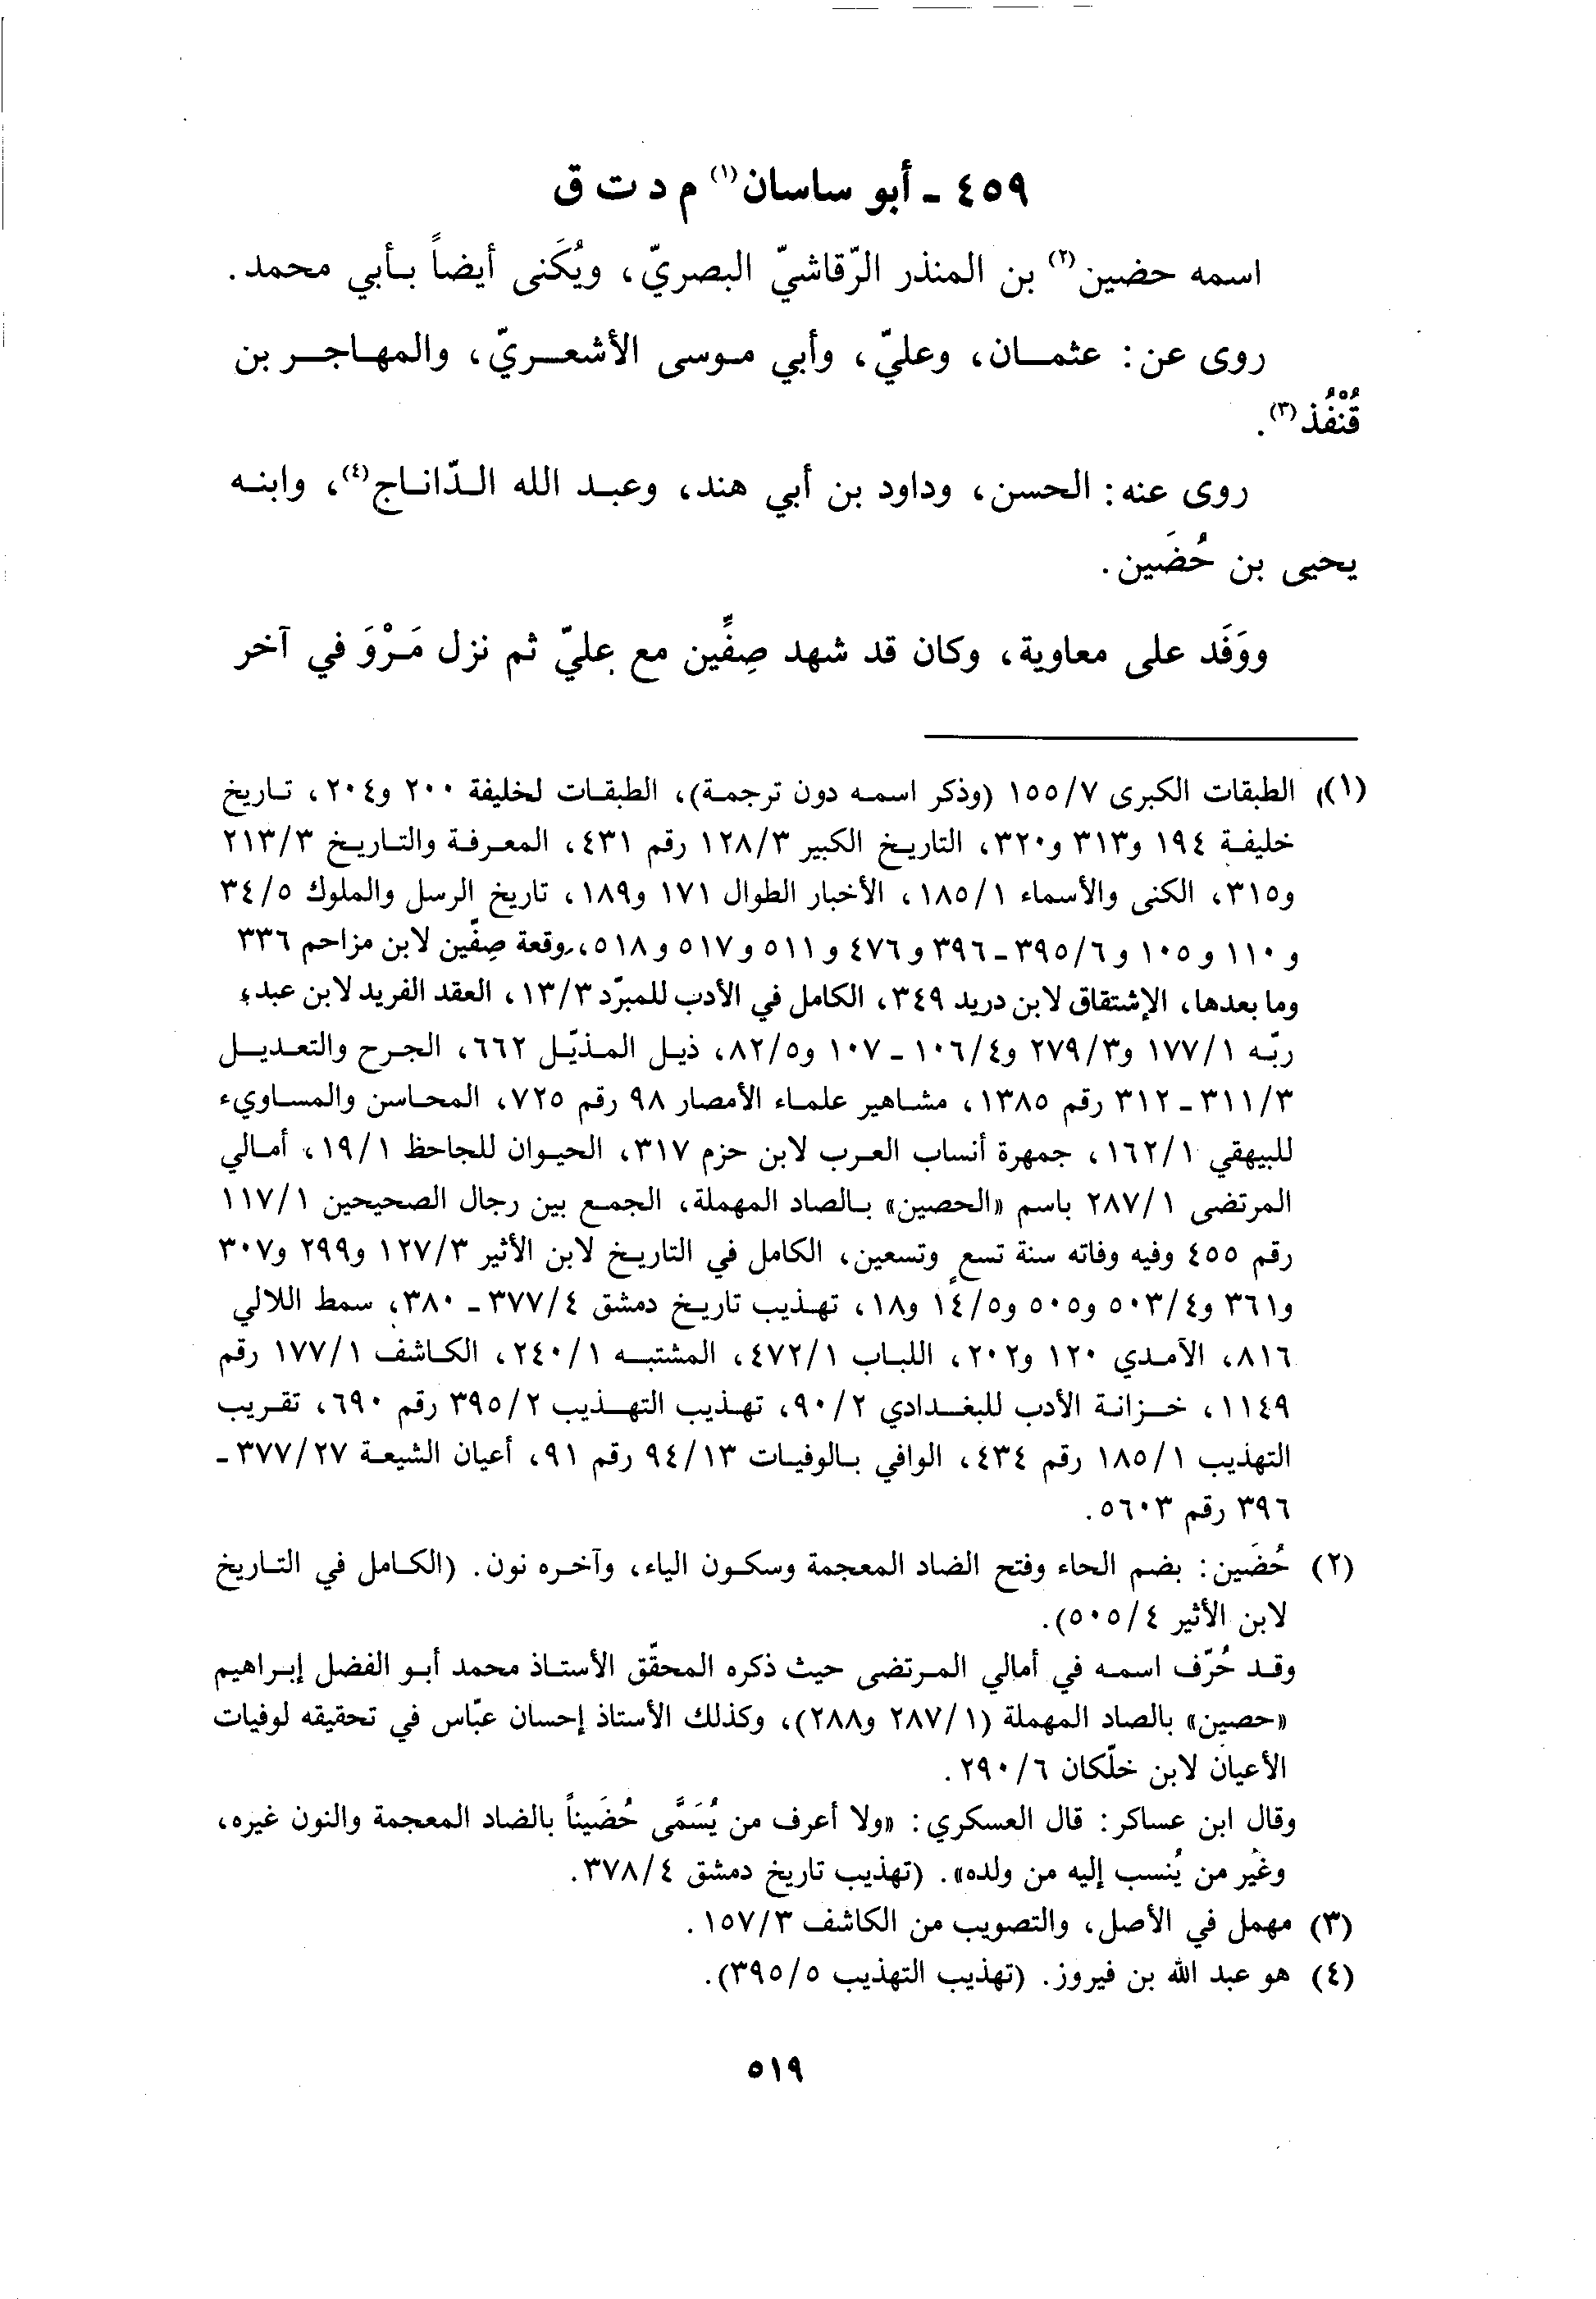 ٤٥٩ ـ أبو ساسان(١) م د ت ق
اسمه حضين(٢) بن المنذر الرّقاشيّ البصريّ، ويُكَنى أيضاً بأبي محمد.
روى عن: عثمان، وعليّ، وأبي موسى الأشعريّ، والمهاجر بن
قُنْفُذ(٣).
روى عنه: الحسن، وداود بن أبي هند، وعبد الله الدّاناج(٤)، وابنه
يحيى بن حُضَين.
ووَفَد على معاوية، وكان قد شهد صِفِّين مع عليّ ثم نزل مَرْوَ في آخر
(١) الطبقات الكبرى ١٥٥/٧ (وذكر اسمه دون ترجمة)، الطبقات لخليفة ٢٠٠ و٢٠٤، تاريخ
خليفة ١٩٤ و٣١٣ و٣٢٠، التاريخ الكبير ١٢٨/٣ رقم ٤٣١، المعرفة والتاريخ ٢١٣/٣
و٣١٥، الكنى والأسماء ١٨٥/١، الأخبار الطوال ١٧١ و١٨٩، تاريخ الرسل والملوك ٣٤/٥
و ١١٠ و ١٠٥ و ٣٩٥/٦ ـ ٣٩٦ و ٤٧٦ و ٥١١ و ٥١٧ و ٥١٨، وقعة صِفّين لابن مزاحم ٣٣٦
وما بعدها، الإشتقاق لابن دريد ٣٤٩، الكامل في الأدب للمبرّد ١٣/٣، العقد الفريد لابن عبد
ربّه ١٧٧/١ و٢٧٩/٣ و١٠٦/٤ ـ ١٠٧ و٨٢/٥، ذيل المذيّل ٦٦٢، الجرح والتعديل
٣١١/٣ ـ ٣١٢ رقم ١٣٨٥، مشاهير علماء الأمصار ٩٨ رقم ٧٢٥، المحاسن والمساويء
للبيهقي ١٦٢/١، جمهرة أنساب العرب لابن حزم ٣١٧، الحيوان للجاحظ ١٩/١، أمالي
المرتضى ٢٨٧/١ باسم «الحصين» بالصاد المهملة، الجمع بين رجال الصحيحين ١١٧/١
رقم ٤٥٥ وفيه وفاته سنة تسعٍ وتسعين، الكامل في التاريخ لابن الأثير ١٢٧/٣ و٢٩٩ و٣٠٧
و٣٦١ و٥٠٣/٤ و٥٠٥ و١٤/٥ و١٨، تهذيب تاريخ دمشق ٣٧٧/٤ ـ ٣٨٠، سمط اللالي
٨١٦، الآمدي ١٢٠ و٢٠٢، اللباب ٤٧٢/١، المشتبه ٢٤٠/١، الكاشف ١٧٧/١ رقم
١١٤٩، خزانة الأدب للبغدادي ٩٠/٢، تهذيب التهذيب ٣٩٥/٢ رقم ٦٩٠، تقريب
التهذيب ١٨٥/١ رقم ٤٣٤، الوافي بالوفيات ٩٤/١٣ رقم ٩١، أعيان الشيعة ٣٧٧/٢٧ ـ
٣٩٦ رقم ٥٦٠٣.
(٢) حُضَين: بضم الحاء وفتح الضاد المعجمة وسكون الياء، وآخره نون. (الكامل في التاريخ
لابن الأثير ٥٠٥/٤).
وقد حُرّف اسمه في أمالي المرتضى حيث ذكره المحقّق الأستاذ محمد أبو الفضل إبراهيم
«حصين» بالصاد المهملة (٢٨٧/١ و٢٨٨)، وكذلك الأستاذ إحسان عبّاس في تحقيقه لوفيات
الأعيان لابن خلّكان ٢٩٠/٦.
وقال ابن عساكر: قال العسكري: «ولا أعرف من يُسَمَّى حُضَيناً بالضاد المعجمة والنون غيره،
وغير من يُنسب إليه من ولده». (تهذيب تاريخ دمشق ٣٧٨/٤.
(٣) مهمل في الأصل، والتصويب من الكاشف ١٥٧/٣.
(٤) هو عبد الله بن فيروز. (تهذيب التهذيب ٣٩٥/٥).
٥١٩